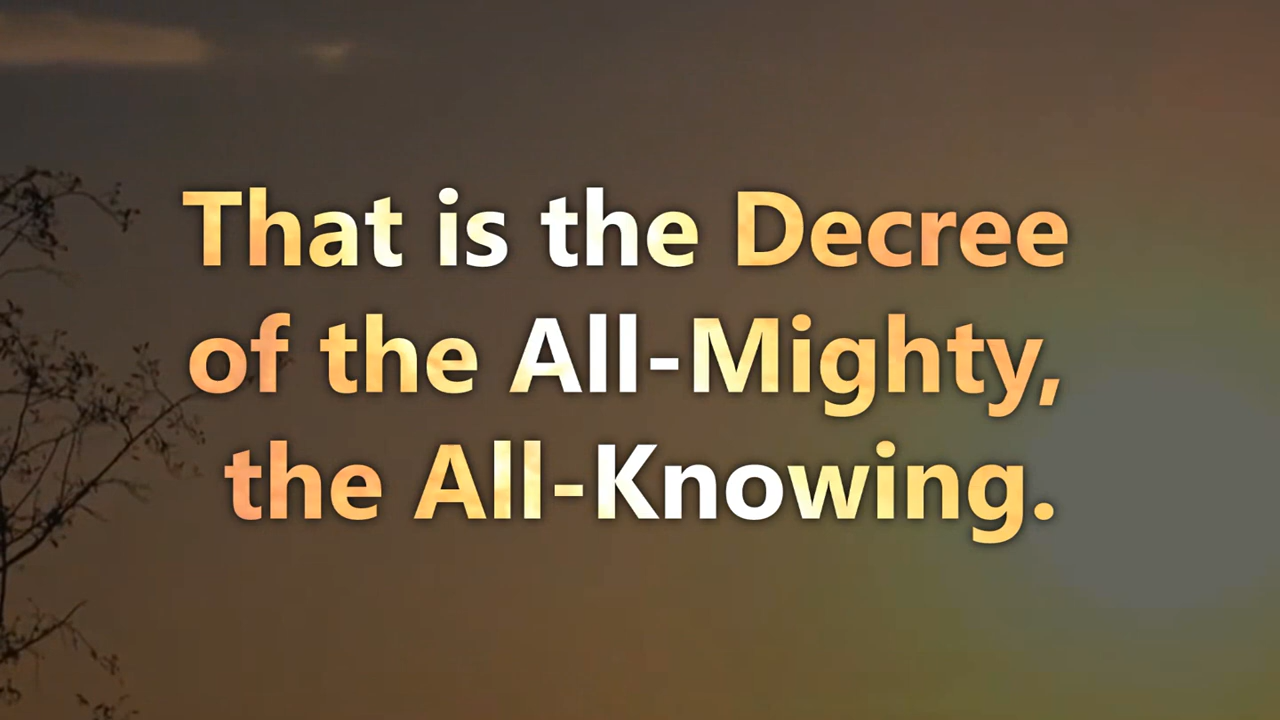 That is the Decree
of the All-Mighty,
the All-Knowing.